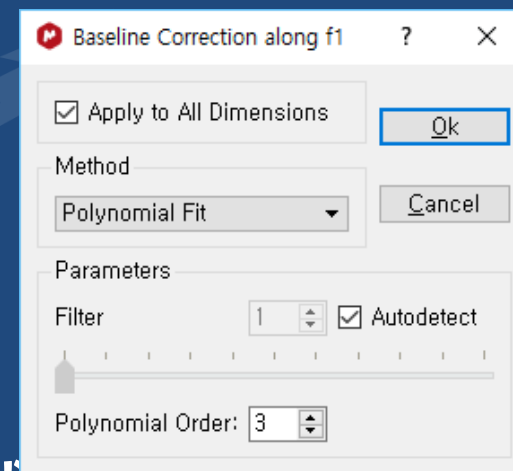 Baseline Correction along f1 ? ×
Apply to All Dimensions
Ok
Method
Polynomial Fit
Cancel
Parameters
Filter 1 Autodetect
Polynomial Order: 3